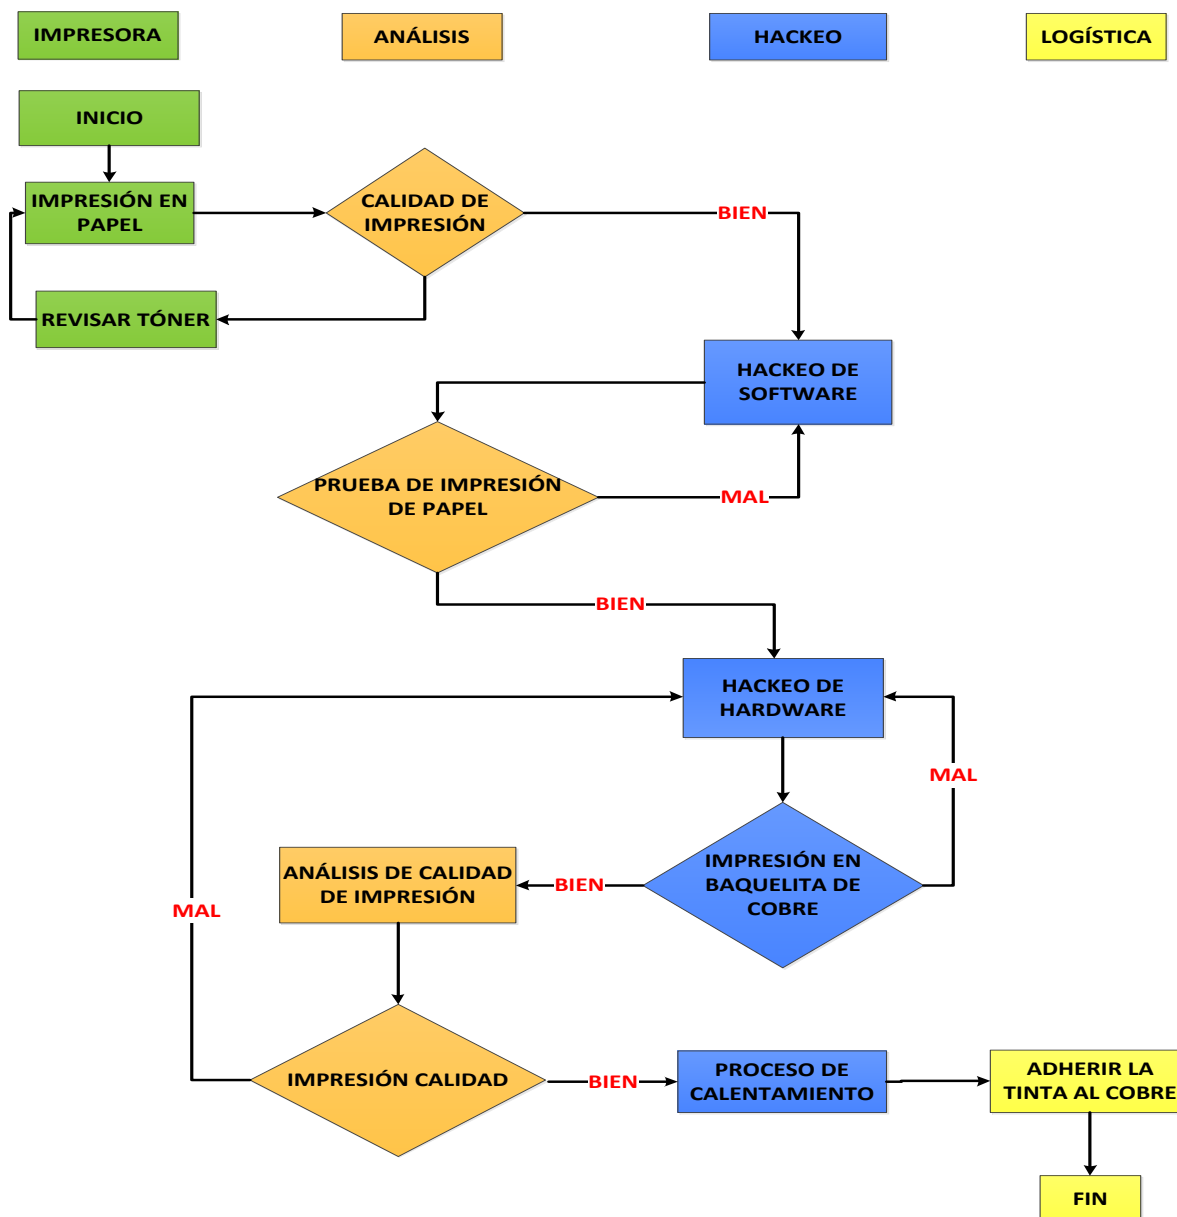 IMPRESORA
ANÁLISIS
HACKEO
LOGÍSTICA
INICIO
IMPRESIÓN EN
PAPEL
CALIDAD DE
IMPRESIÓN
BIEN
REVISAR TÓNER
HACKEO DE
SOFTWARE
PRUEBA DE IMPRESIÓN
DE PAPEL
MAL
BIEN
HACKEO DE
HARDWARE
MAL
IMPRESIÓN EN
BAQUELITA DE
COBRE
BIEN
ANÁLISIS DE CALIDAD
DE IMPRESIÓN
MAL
IMPRESIÓN CALIDAD
BIEN
PROCESO DE
CALENTAMIENTO
ADHERIR LA
TINTA AL COBRE
FIN